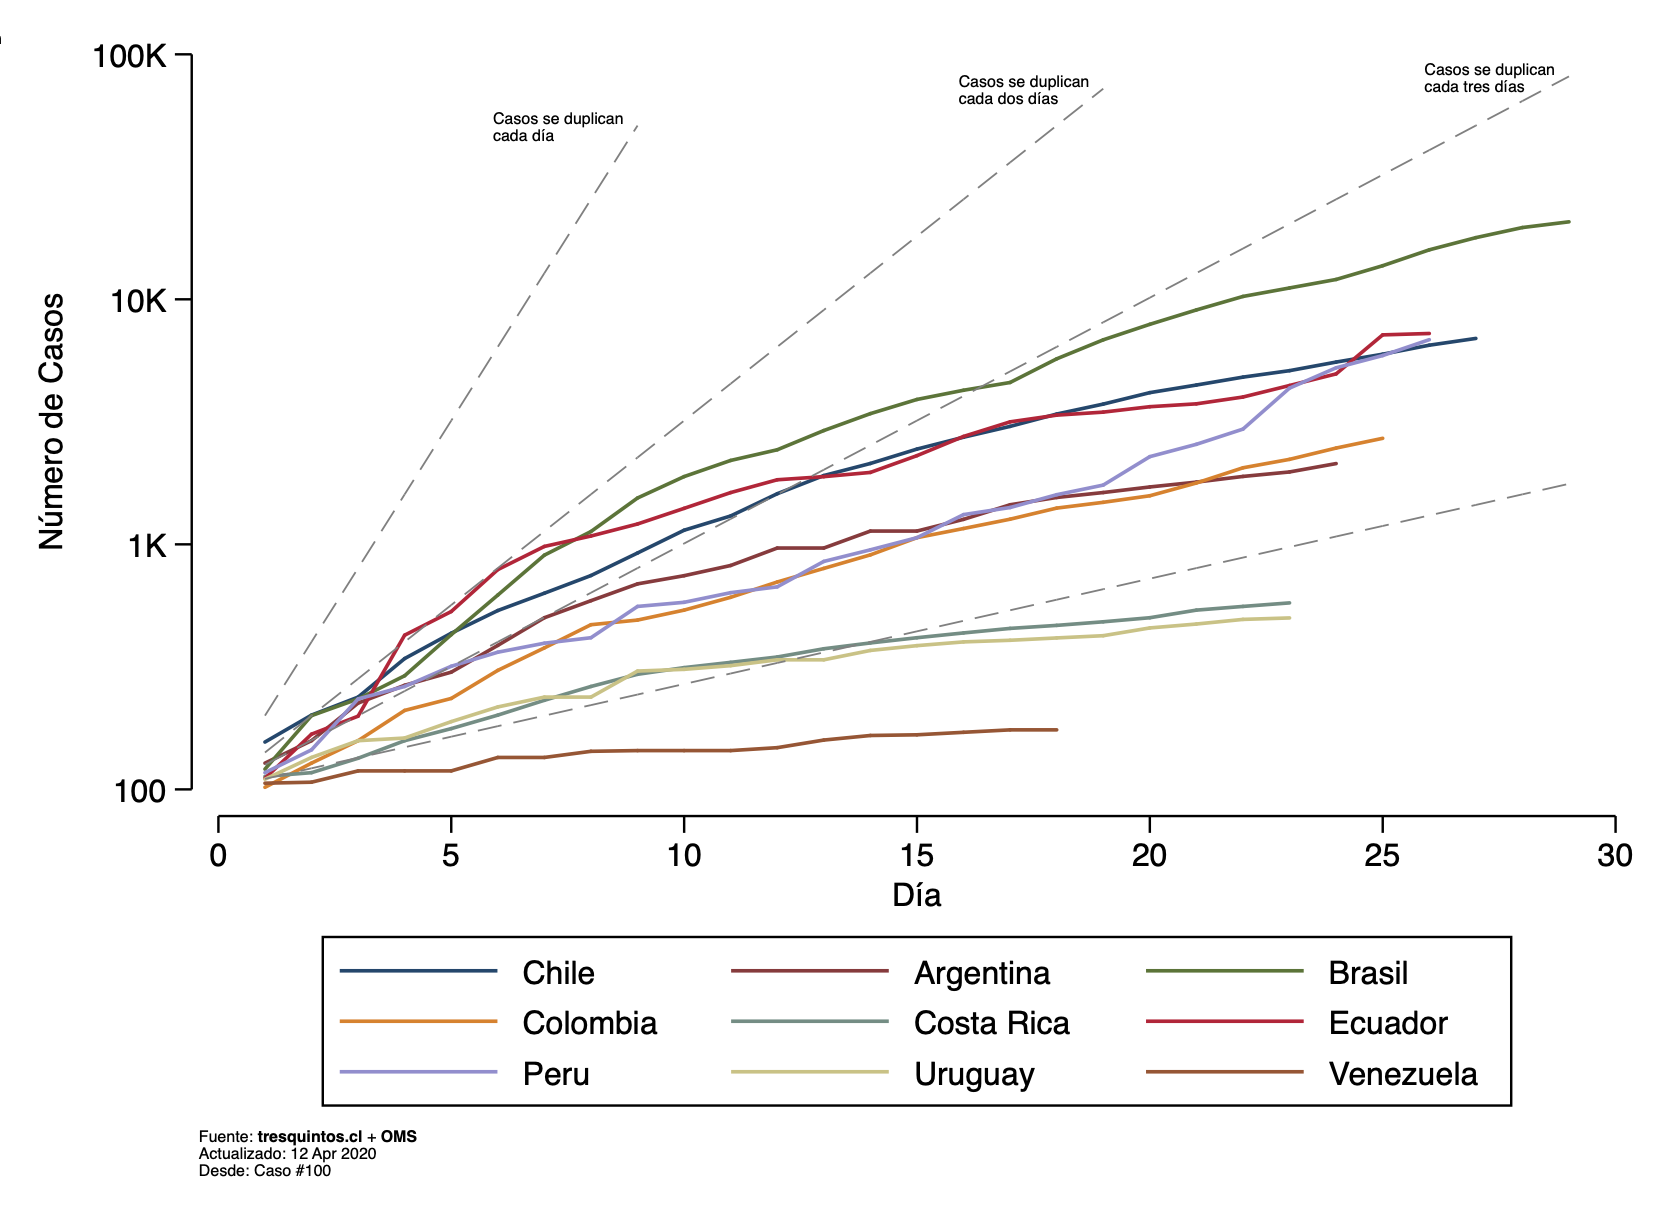 100K
10K
1K
100
Número de Casos
Casos se duplican
cada día
Casos se duplican
cada dos días
Casos se duplican
cada tres días
0 5 10 15 20 25 30
Día
Chile Argentina Brasil
Colombia Costa Rica Ecuador
Peru Uruguay Venezuela
Fuente: tresquintos.cl + OMS
Actualizado: 12 Apr 2020
Desde: Caso #100